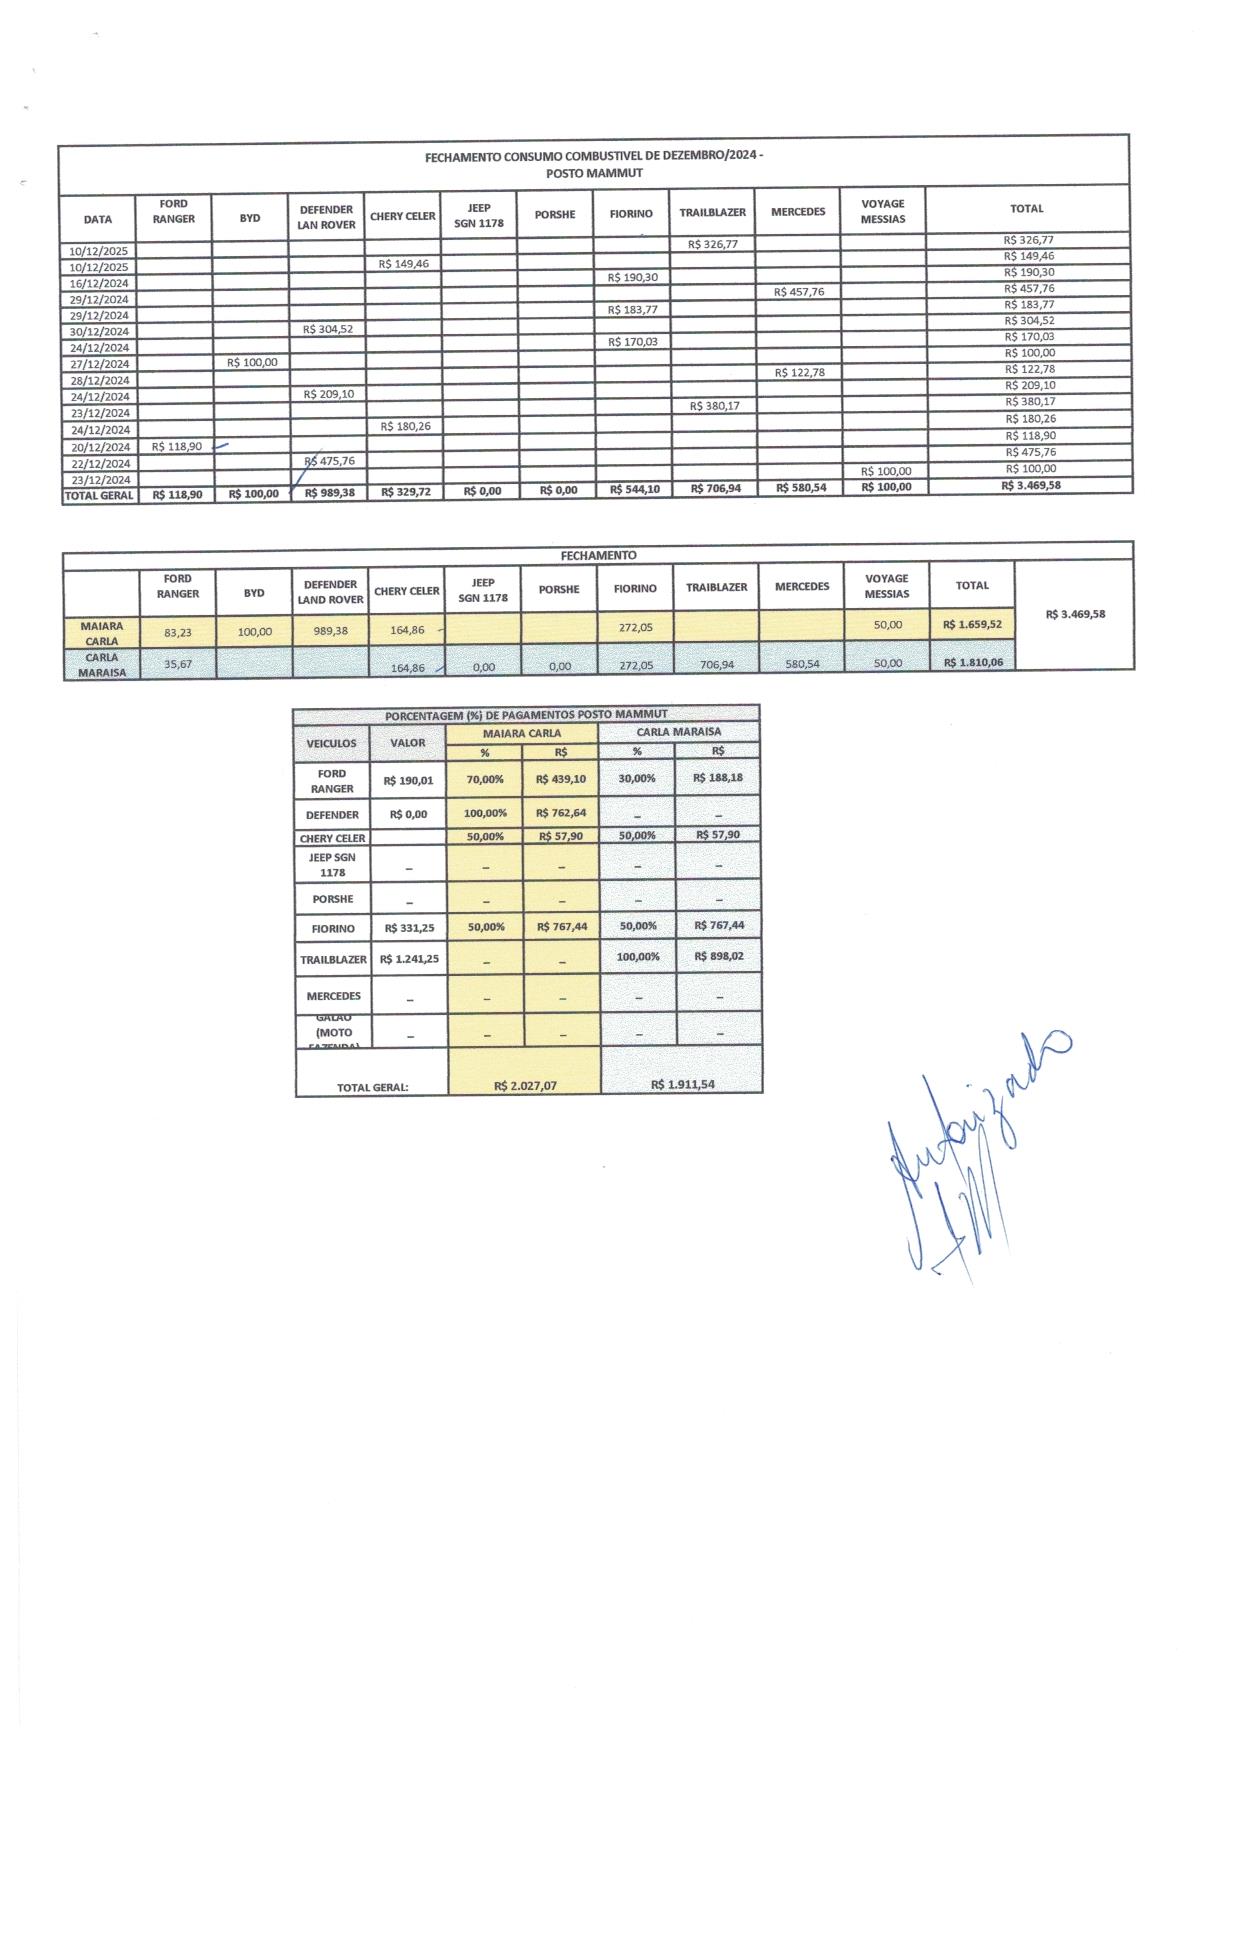 FECHAMENTO CONSUMO COMBUSTIVEL DE DEZEMBRO/2024 -
POSTO MAMMUT
DATA FORD RANGER BYD DEFENDER LAN ROVER CHERY CELER JEEP SGN 1178 PORSHE FIORINO TRAILBLAZER MERCEDES VOYAGE MESSIAS TOTAL
10/12/2025 R$ 326,77 R$ 326,77
10/12/2025 R$ 149,46 R$ 149,46
16/12/2024 R$ 190,30 R$ 190,30
29/12/2024 R$ 457,76 R$ 457,76
29/12/2024 R$ 183,77 R$ 183,77
30/12/2024 R$ 304,52 R$ 304,52
24/12/2024 R$ 170,03 R$ 170,03
27/12/2024 R$ 100,00 R$ 100,00
28/12/2024 R$ 122,78 R$ 122,78
24/12/2024 R$ 209,10 R$ 209,10
23/12/2024 R$ 380,17 R$ 380,17
24/12/2024 R$ 180,26 R$ 180,26
20/12/2024 R$ 118,90 R$ 118,90
22/12/2024 R$ 475,76 R$ 475,76
23/12/2024 R$ 100,00 R$ 100,00
TOTAL GERAL R$ 118,90 R$ 100,00 R$ 989,38 R$ 329,72 R$ 0,00 R$ 0,00 R$ 544,10 R$ 706,94 R$ 580,54 R$ 100,00 R$ 3.469,58
FECHAMENTO
FORD RANGER BYD DEFENDER LAND ROVER CHERY CELER JEEP SGN 1178 PORSHE FIORINO TRAIBLAZER MERCEDES VOYAGE MESSIAS TOTAL R$ 3.469,58
MAIARA CARLA 83,23 100,00 989,38 164,86 272,05 50,00 R$ 1.659,52
CARLA MARAISA 35,67 164,86 0,00 0,00 272,05 706,94 580,54 50,00 R$ 1.810,06
PORCENTAGEM (%) DE PAGAMENTOS POSTO MAMMUT
VEICULOS VALOR MAIARA CARLA CARLA MARAISA
% R$ % R$
FORD RANGER R$ 190,01 70,00% R$ 439,10 30,00% R$ 188,18
DEFENDER R$ 0,00 100,00% R$ 762,64 – –
CHERY CELER 50,00% R$ 57,90 50,00% R$ 57,90
JEEP SGN 1178 – – – – –
PORSHE – – – – –
FIORINO R$ 331,25 50,00% R$ 767,44 50,00% R$ 767,44
TRAILBLAZER R$ 1.241,25 – – 100,00% R$ 898,02
MERCEDES – – – – –
GALAO (MOTO FAZENDA) – – – – –
TOTAL GERAL: R$ 2.027,07 R$ 1.911,54
Autorizado